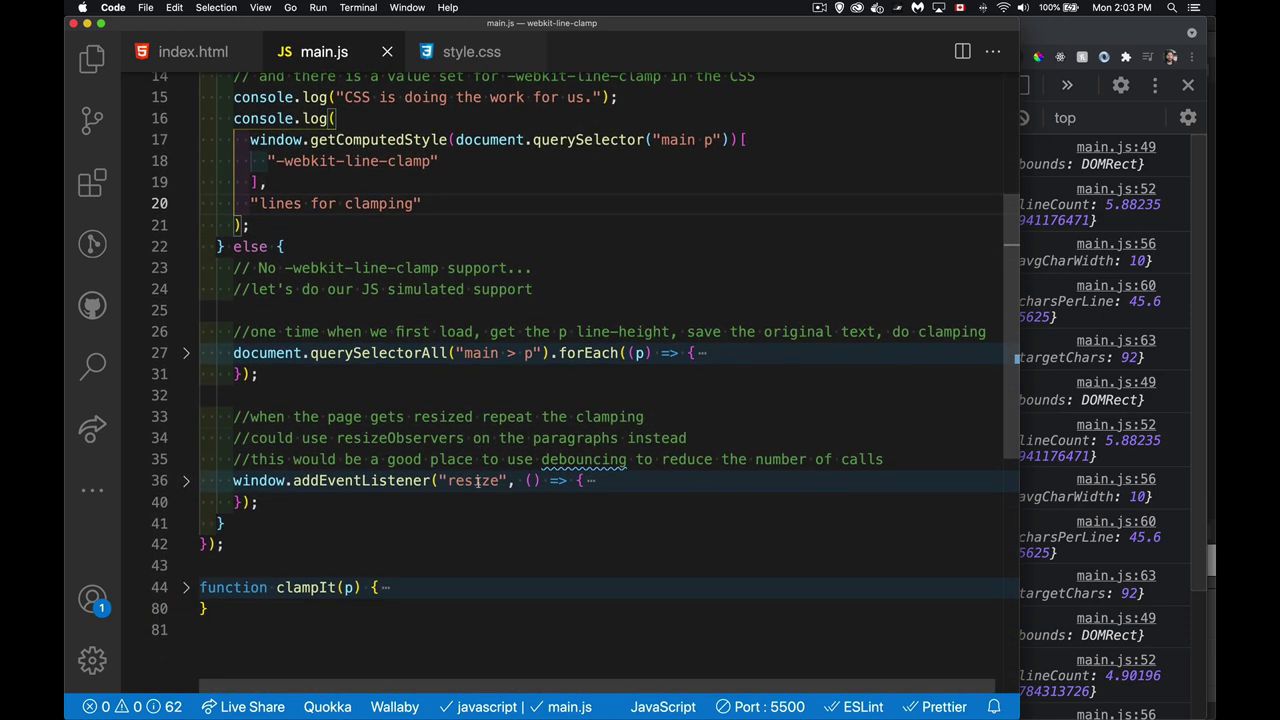 Code File Edit Selection View Go Run Terminal Window Help
100% Mon 2:03 PM
main.js — webkit-line-clamp
index.html
JS main.js
style.css
14 // and there is a value set for -webkit-line-clamp in the CSS
15 console.log("CSS is doing the work for us.");
16 console.log(
17 window.getComputedStyle(document.querySelector("main p"))[
18 "-webkit-line-clamp"
19 ],
20 "lines for clamping"
21 );
22 } else {
23 // No -webkit-line-clamp support...
24 //let's do our JS simulated support
25
26 //one time when we first load, get the p line-height, save the original text, do clamping
27 document.querySelectorAll("main > p").forEach((p) => {⋯
31 });
32
33 //when the page gets resized repeat the clamping
34 //could use resizeObservers on the paragraphs instead
35 //this would be a good place to use debouncing to reduce the number of calls
36 window.addEventListener("resize", () => {⋯
40 });
41 }
42 });
43
44 function clampIt(p) {⋯
80 }
81
top
main.js:49
bounds: DOMRect}
main.js:52
lineCount: 5.88235
941176471}
main.js:56
avgCharWidth: 10}
main.js:60
charsPerLine: 45.6
5625}
main.js:63
targetChars: 92}
main.js:49
bounds: DOMRect}
main.js:52
lineCount: 5.88235
941176471}
main.js:56
avgCharWidth: 10}
main.js:60
charsPerLine: 45.6
5625}
main.js:63
targetChars: 92}
main.js:49
bounds: DOMRect}
main.js:52
lineCount: 4.90196
784313726}
1
0 0 62 Live Share Quokka Wallaby javascript | main.js JavaScript Port : 5500 ESLint Prettier